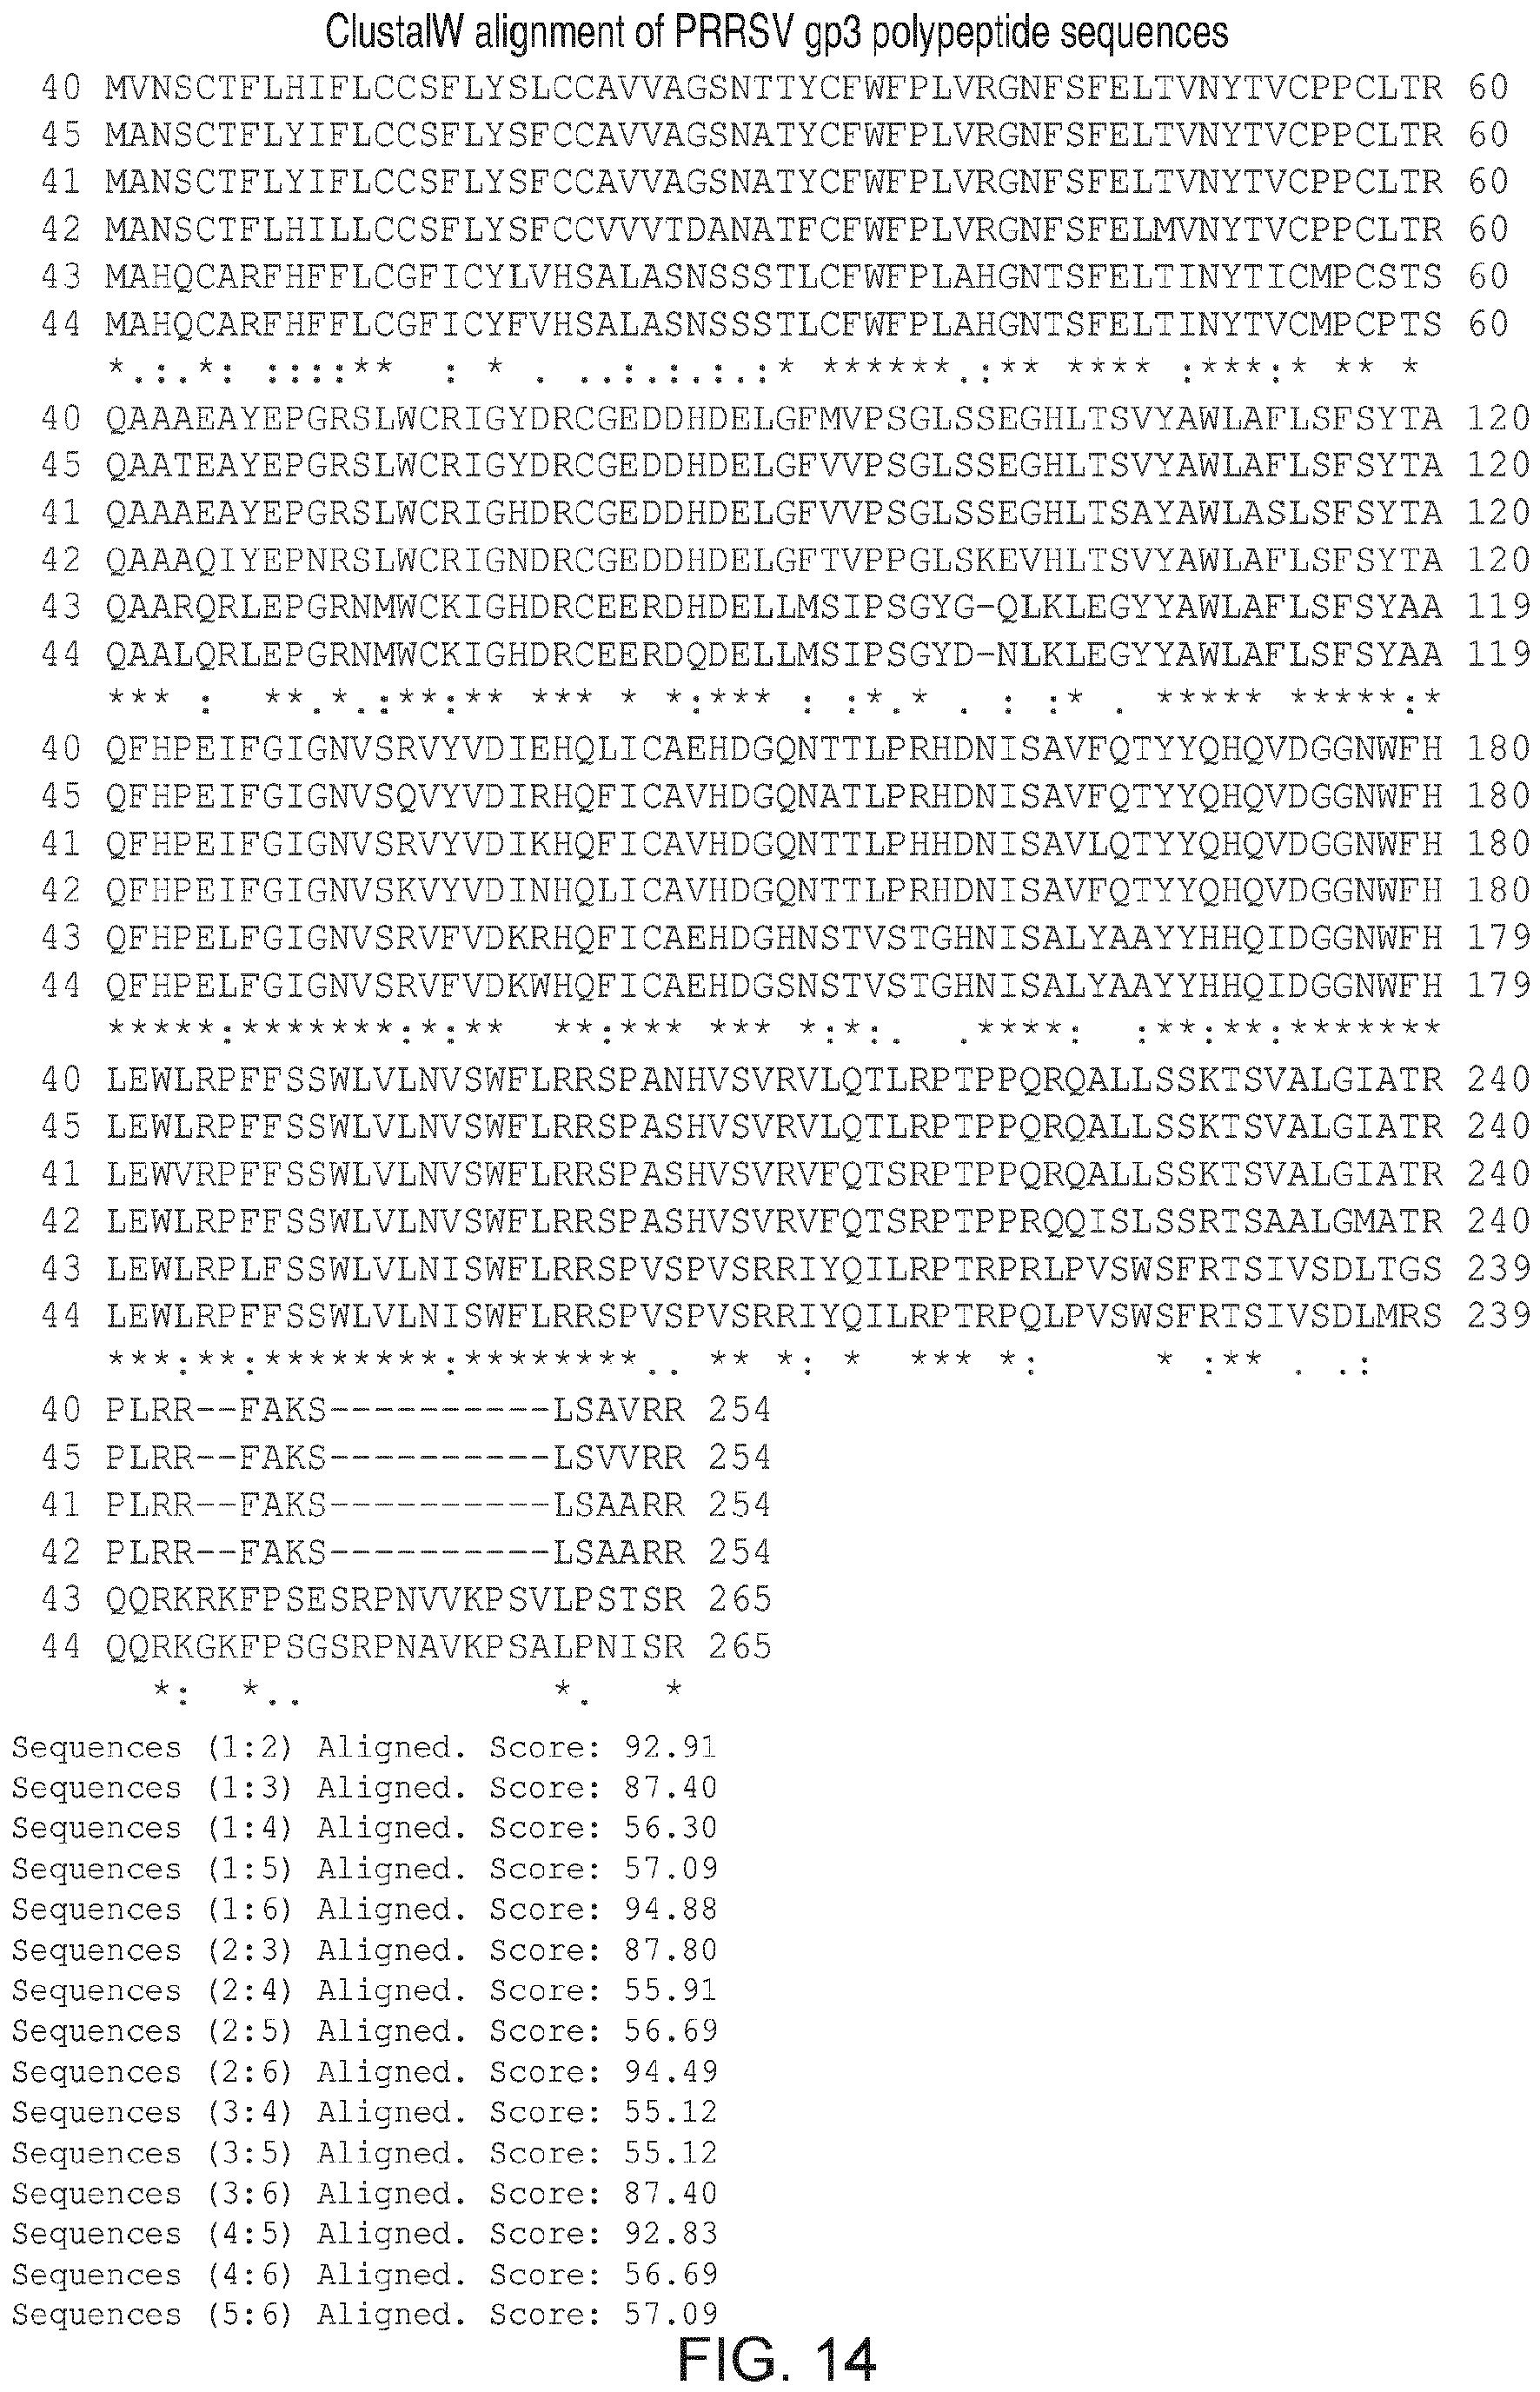 ClustalW alignment of PRRSV gp3 polypeptide sequences
40 MVNSCTFLHIFLCCSFLYSLCCAVVAGSNTTYCFWFPLVRGNFSFELTVNYTVCPPCLTR 60
45 MANSCTFLYIFLCCSFLYSFCCAVVAGSNATYCFWFPLVRGNFSFELTVNYTVCPPCLTR 60
41 MANSCTFLYIFLCCSFLYSFCCAVVAGSNATYCFWFPLVRGNFSFELTVNYTVCPPCLTR 60
42 MANSCTFLHILLCCSFLYSFCCVVVTDANATFCFWFPLVRGNFSFELMVNYTVCPPCLTR 60
43 MAHQCARFHFFLCGFICYLVHSALASNSSSTLCFWFPLAHGNTSFELTINYTICMPCSTS 60
44 MAHQCARFHFFLCGFICYFVHSALASNSSSTLCFWFPLAHGNTSFELTINYTVCMPCPTS 60
*.:.*: ::::**  : * . ..:.:.:.:* ******.:** **** :***:* ** *
40 QAAAEAYEPGRSLWCRIGYDRCGEDDHDELGFMVPSGLSSEGHLTSVYAWLAFLSFSYTA 120
45 QAATEAYEPGRSLWCRIGYDRCGEDDHDELGFVVPSGLSSEGHLTSVYAWLAFLSFSYTA 120
41 QAAAEAYEPGRSLWCRIGHDRCGEDDHDELGFVVPSGLSSEGHLTSAYAWLASLSFSYTA 120
42 QAAAQIYEPNRSLWCRIGNDRCGEDDHDELGFTVPPGLSKEVHLTSVYAWLAFLSFSYTA 120
43 QAARQRLEPGRNMWCKIGHDRCEERDHDELLMSIPSGYG-QLKLEGYYAWLAFLSFSYAA 119
44 QAALQRLEPGRNMWCKIGHDRCEERDQDELLMSIPSGYD-NLKLEGYYAWLAFLSFSYAA 119
*** :  **.*.:**:** *** * *:*** : :*.* . : :* . ***** *****:*
40 QFHPEIFGIGNVSRVYVDIEHQLICAEHDGQNTTLPRHDNISAVFQTYYQHQVDGGNWFH 180
45 QFHPEIFGIGNVSQVYVDIRHQFICAVHDGQNATLPRHDNISAVFQTYYQHQVDGGNWFH 180
41 QFHPEIFGIGNVSRVYVDIKHQFICAVHDGQNTTLPHHDNISAVLQTYYQHQVDGGNWFH 180
42 QFHPEIFGIGNVSKVYVDINHQLICAVHDGQNTTLPRHDNISAVFQTYYQHQVDGGNWFH 180
43 QFHPELFGIGNVSRVFVDKRHQFICAEHDGHNSTVSTGHNISALYAAYYHHQIDGGNWFH 179
44 QFHPELFGIGNVSRVFVDKWHQFICAEHDGSNSTVSTGHNISALYAAYYHHQIDGGNWFH 179
*****:*******:*:**  **:*** *** *:*:.  .****:  :**:**:*******
40 LEWLRPFFSSWLVLNVSWFLRRSPANHVSVRVLQTLRPTPPQRQALLSSKTSVALGIATR 240
45 LEWLRPFFSSWLVLNVSWFLRRSPASHVSVRVLQTLRPTPPQRQALLSSKTSVALGIATR 240
41 LEWVRPFFSSWLVLNVSWFLRRSPASHVSVRVFQTSRPTPPQRQALLSSKTSVALGIATR 240
42 LEWLRPFFSSWLVLNVSWFLRRSPASHVSVRVFQTSRPTPPRQQISLSSRTSAALGMATR 240
43 LEWLRPLFSSWLVLNISWFLRRSPVSPVSRRIYQILRPTRPRLPVSWSFRTSIVSDLTGS 239
44 LEWLRPFFSSWLVLNISWFLRRSPVSPVSRRIYQILRPTRPQLPVSWSFRTSIVSDLMRS 239
***:**:********:********.. ** *: *  *** *:     * :** . .:
40 PLRR--FAKS----------LSAVRR 254
45 PLRR--FAKS----------LSVVRR 254
41 PLRR--FAKS----------LSAARR 254
42 PLRR--FAKS----------LSAARR 254
43 QQRKRKFPSESRPNVVKPSVLPSTSR 265
44 QQRKGKFPSGSRPNAVKPSALPNISR 265
*:  *..           *.   *
Sequences (1:2) Aligned. Score: 92.91
Sequences (1:3) Aligned. Score: 87.40
Sequences (1:4) Aligned. Score: 56.30
Sequences (1:5) Aligned. Score: 57.09
Sequences (1:6) Aligned. Score: 94.88
Sequences (2:3) Aligned. Score: 87.80
Sequences (2:4) Aligned. Score: 55.91
Sequences (2:5) Aligned. Score: 56.69
Sequences (2:6) Aligned. Score: 94.49
Sequences (3:4) Aligned. Score: 55.12
Sequences (3:5) Aligned. Score: 55.12
Sequences (3:6) Aligned. Score: 87.40
Sequences (4:5) Aligned. Score: 92.83
Sequences (4:6) Aligned. Score: 56.69
Sequences (5:6) Aligned. Score: 57.09
FIG. 14